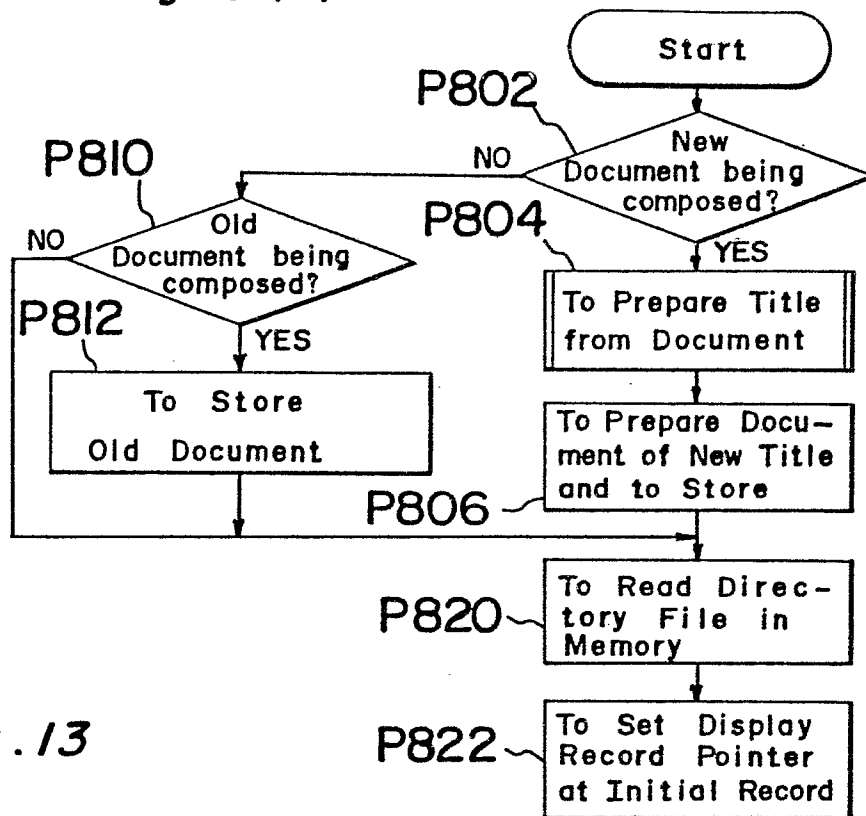 Start
P802
New
Document being
composed?
NO
YES
P810
Old
Document being
composed?
NO
YES
P804
To Prepare Title
from Document
P812
To Store
Old Document
To Prepare Docu-
ment of New Title
and to Store
P806
To Read Direc-
tory File in
Memory
P820
.13
To Set Display
Record Pointer
at Initial Record
P822